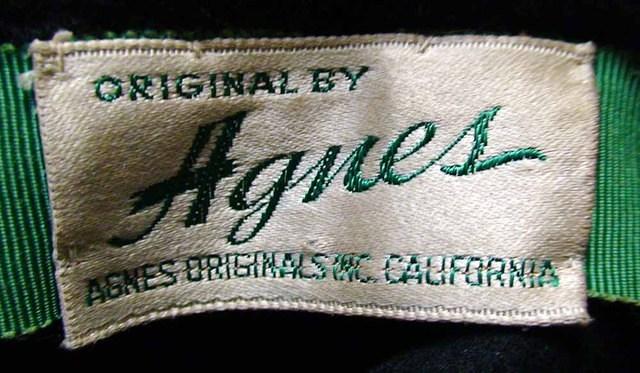 ORIGINAL BY
Agnes
AGNES ORIGINALS INC. CALIFORNIA